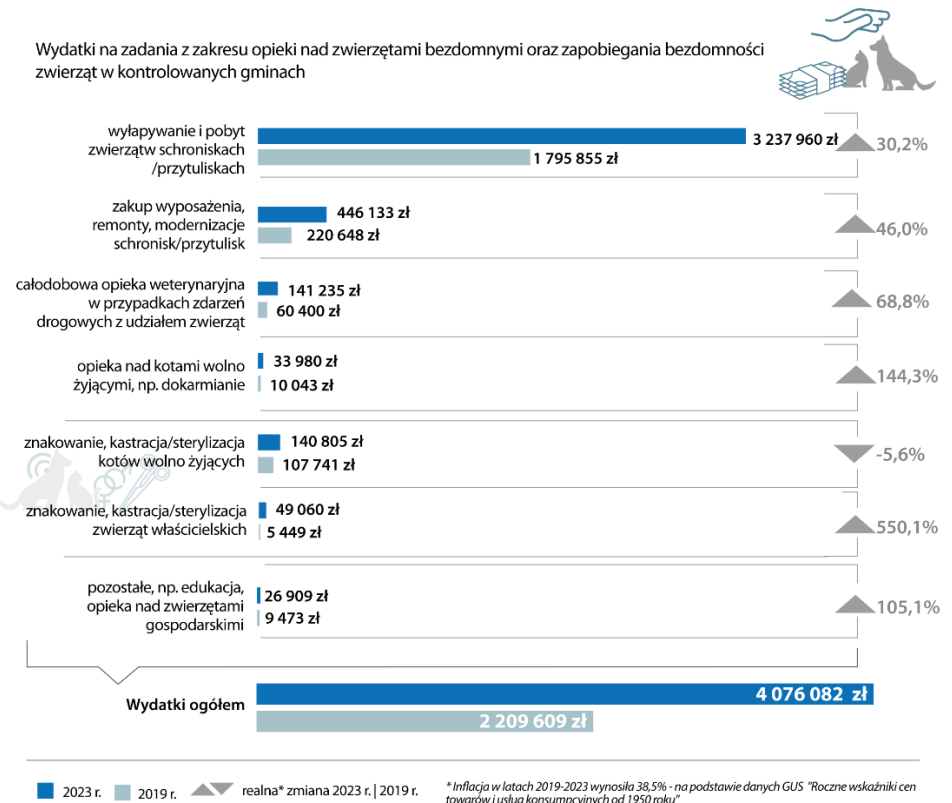 Wydatki na zadania z zakresu opieki nad zwierzętami bezdomnymi oraz zapobiegania bezdomności
zwierząt w kontrolowanych gminach
wyłapywanie i pobyt
zwierzątw schroniskach
/przytuliskach
3 237 960 zł
1 795 855 zł
30,2%
zakup wyposażenia,
remonty, modernizacje
schronisk/przytulisk
446 133 zł
220 648 zł
46,0%
całodobowa opieka weterynaryjna
w przypadkach zdarzeń
drogowych z udziałem zwierząt
141 235 zł
60 400 zł
68,8%
opieka nad kotami wolno
żyjącymi, np. dokarmianie
33 980 zł
10 043 zł
144,3%
znakowanie, kastracja/sterylizacja
kotów wolno żyjących
140 805 zł
107 741 zł
-5,6%
znakowanie, kastracja/sterylizacja
zwierząt właścicielskich
49 060 zł
5 449 zł
550,1%
pozostałe, np. edukacja,
opieka nad zwierzętami
gospodarskimi
26 909 zł
9 473 zł
105,1%
Wydatki ogółem
4 076 082 zł
2 209 609 zł
2023 r.
2019 r.
realna* zmiana 2023 r. | 2019 r.
* Inflacja w latach 2019-2023 wynosiła 38,5% - na podstawie danych GUS "Roczne wskaźniki cen
towarów i usług konsumpcyjnych od 1950 roku"